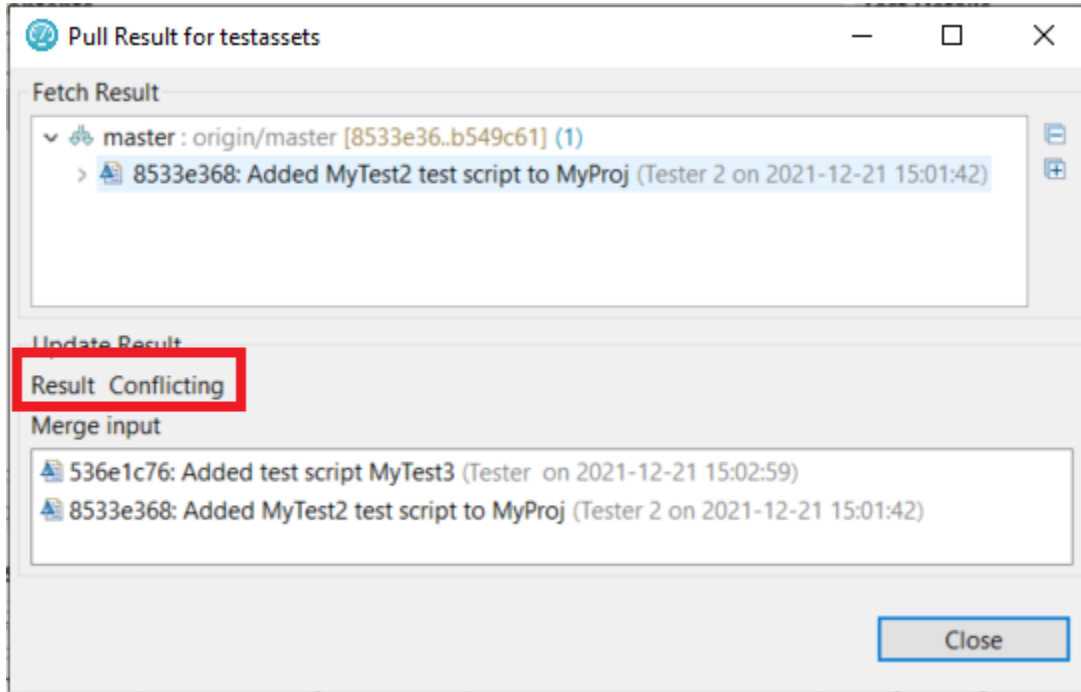 Pull Result for testassets
Fetch Result
master : origin/master [8533e36..b549c61] (1)
8533e368: Added MyTest2 test script to MyProj (Tester 2 on 2021-12-21 15:01:42)
Update Result
Result Conflicting
Merge input
536e1c76: Added test script MyTest3 (Tester on 2021-12-21 15:02:59)
8533e368: Added MyTest2 test script to MyProj (Tester 2 on 2021-12-21 15:01:42)
Close